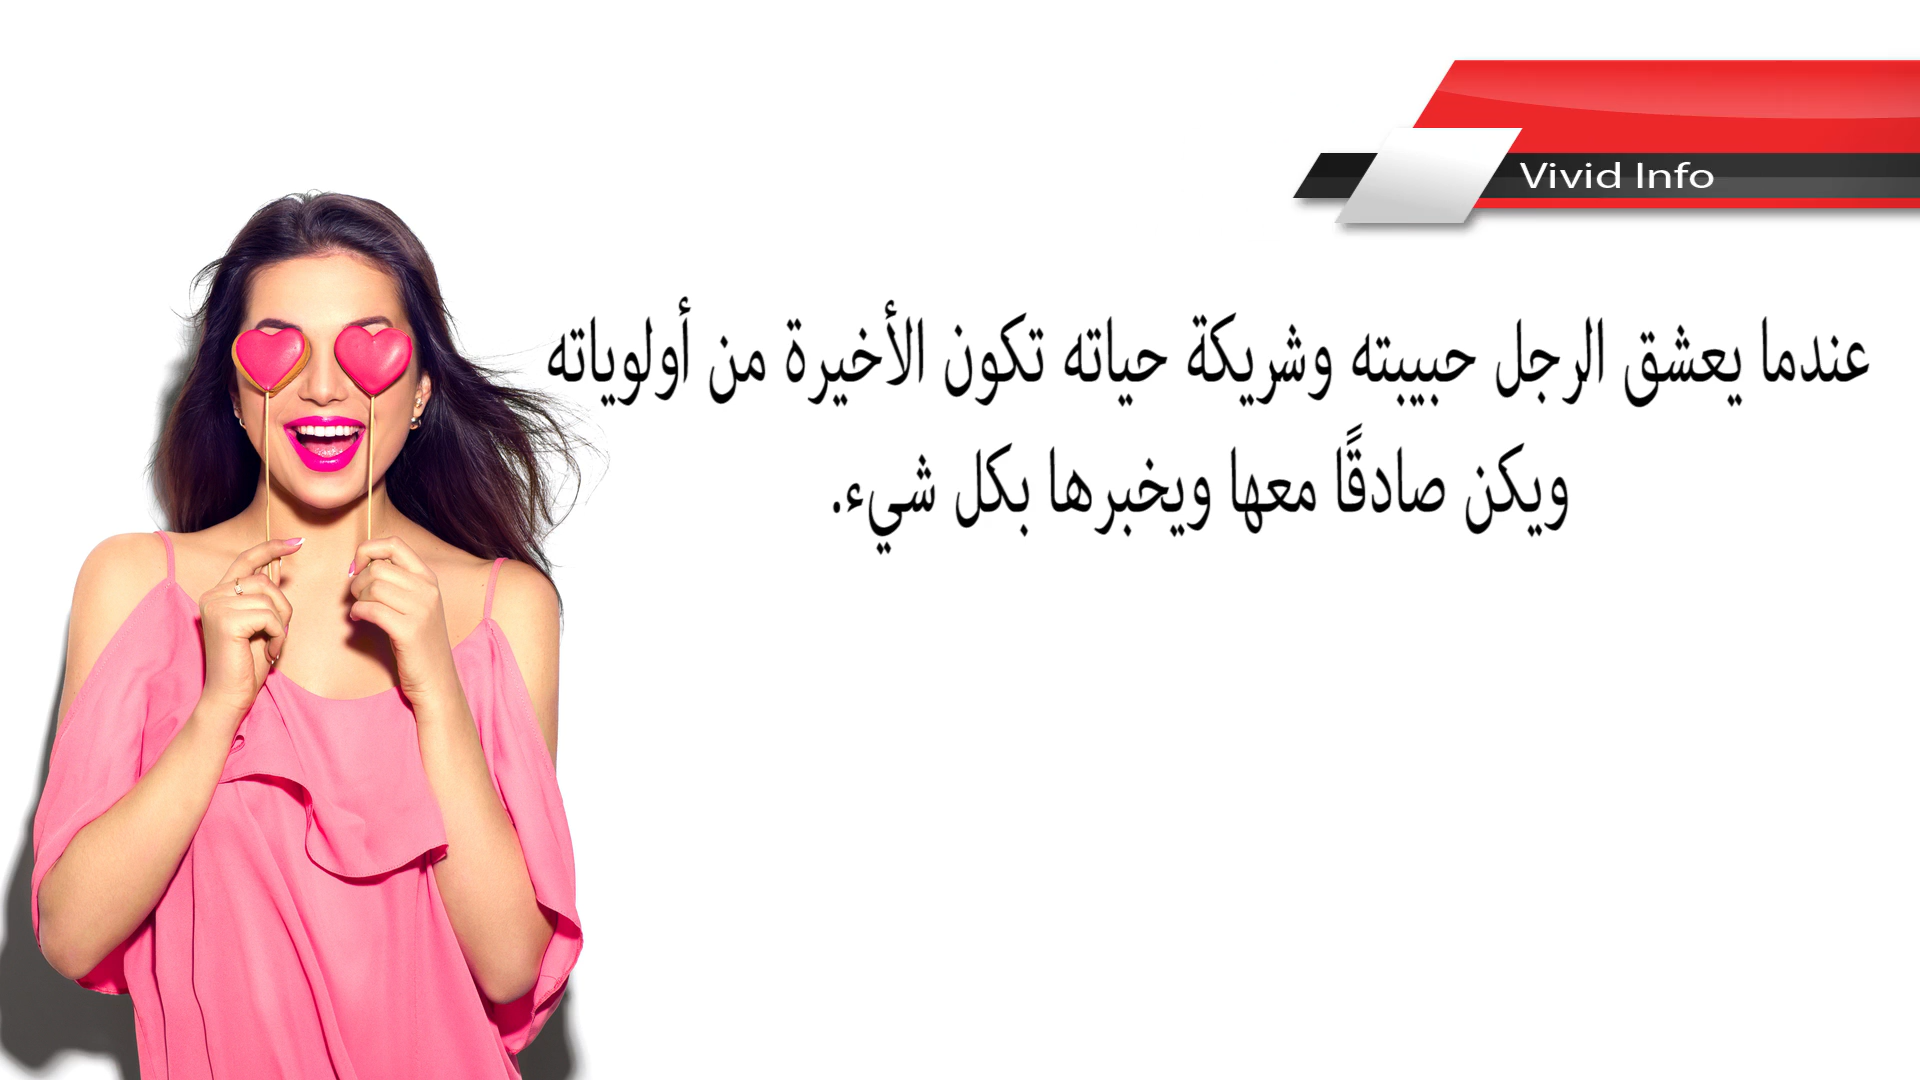 Vivid Info
عندما يعشق الرجل حبيبته وشريكة حياته تكون الأخيرة من أولوياته
ويكن صادقًا معها ويخبرها بكل شيء.